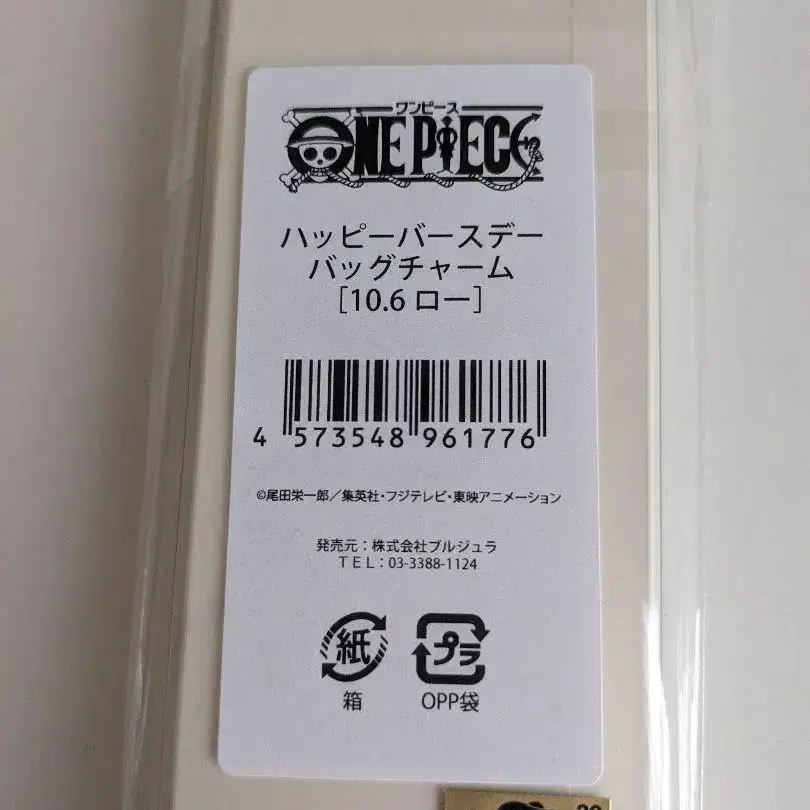 ワンピース
ONE PIECE
ハッピーバースデー
バッグチャーム
[10.6 ロー]
4 573548 961776
©尾田栄一郎／集英社・フジテレビ・東映アニメーション
発売元：株式会社ブルジュラ
ＴＥＬ：03-3388-1124
紙 プラ
箱 OPP袋